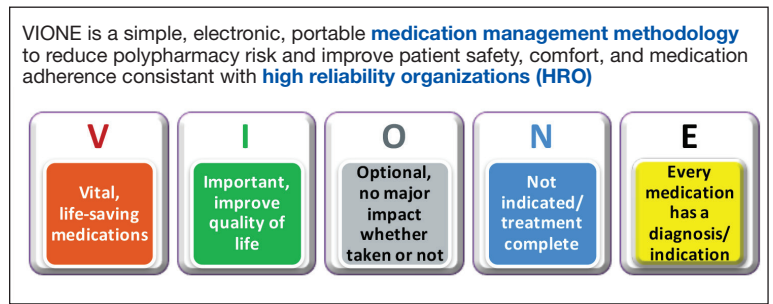 VIONE is a simple, electronic, portable medication management methodology
to reduce polypharmacy risk and improve patient safety, comfort, and medication
adherence consistant with high reliability organizations (HRO)
V
Vital,
life-saving
medications
I
Important,
improve
quality of
life
O
Optional,
no major
impact
whether
taken or not
N
Not
indicated/
treatment
complete
E
Every
medication
has a
diagnosis/
indication